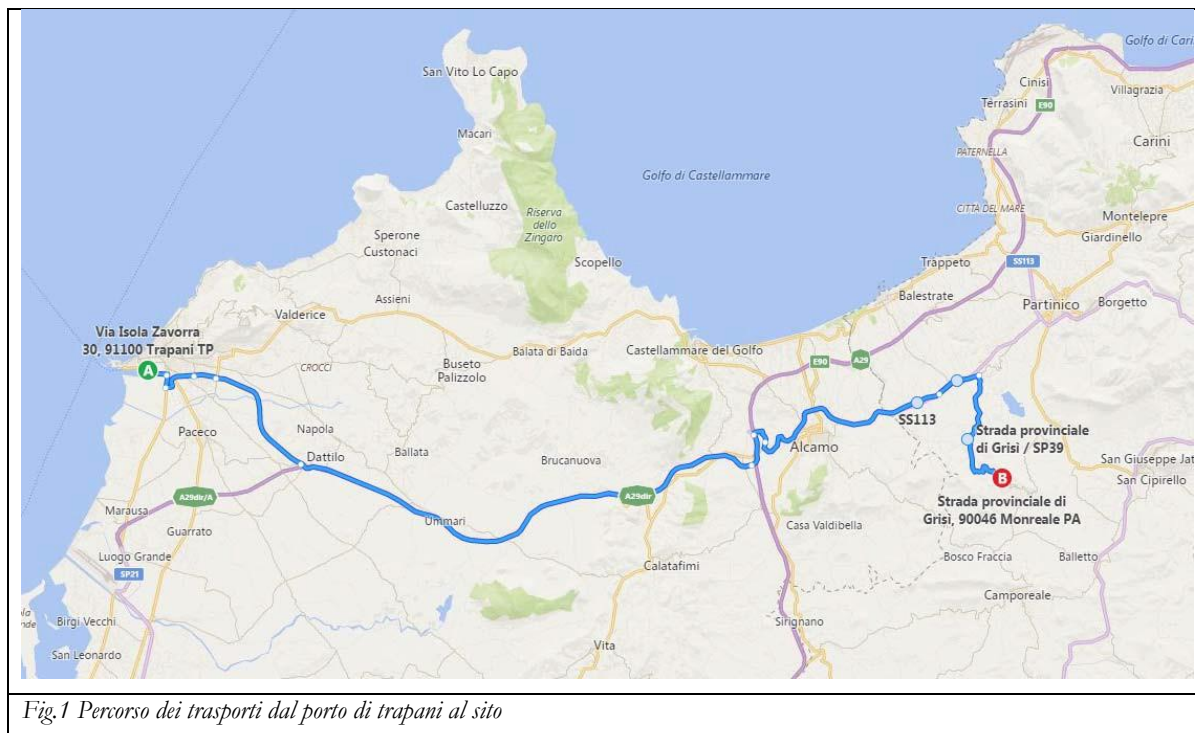 Golfo di Carin
San Vito Lo Capo
Cinisi
Villagrazia
Terrasini
E90
Macari
Carini
PATERNELLA
Golfo di Castellammare
Castelluzzo
Riserva
dello
Zingaro
CITTÀ DEL MARE
Montelepre
Sperone
Custonaci
Giardinello
Scopello
Trappeto
SS113
Assieni
Balestrate
Partinico
Borgetto
Valderice
Via Isola Zavorra
30, 91100 Trapani TP
A
CROCCI
Buseto
Palizzolo
Balata di Baida
Castellammare del Golfo
E90
A29
SS113
Paceco
Napola
Alcamo
Strada provinciale
di Grisi / SP39
Dattilo
Ballata
Brucanuova
San Giuseppe Jat
San Cipirello
B
A29dir/A
A29dir
Marausa
Strada provinciale di
Grisì, 90046 Monreale PA
Ummari
Guarrato
Casa Valdibella
Luogo Grande
Bosco Fraccia
Balletto
Calatafimi
SP21
Camporeale
Birgi Vecchi
Sirignano
Vita
San Leonardo
Fig.1 Percorso dei trasporti dal porto di trapani al sito